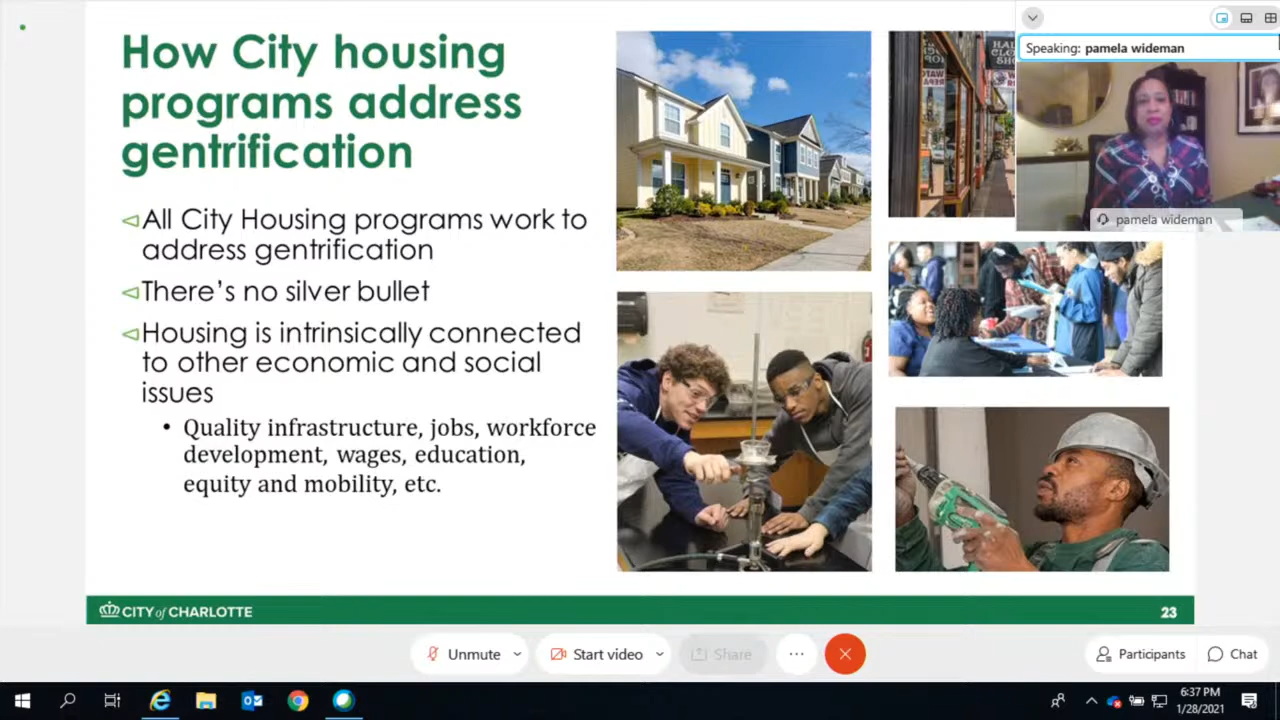 How City housing
programs address
gentrification
All City Housing programs work to
address gentrification
There's no silver bullet
Housing is intrinsically connected
to other economic and social
issues
• Quality infrastructure, jobs, workforce
development, wages, education,
equity and mobility, etc.
CITY of CHARLOTTE
23
Speaking: pamela wideman
pamela wideman
Unmute
Start video
Share
Participants
Chat
6:37 PM
1/28/2021